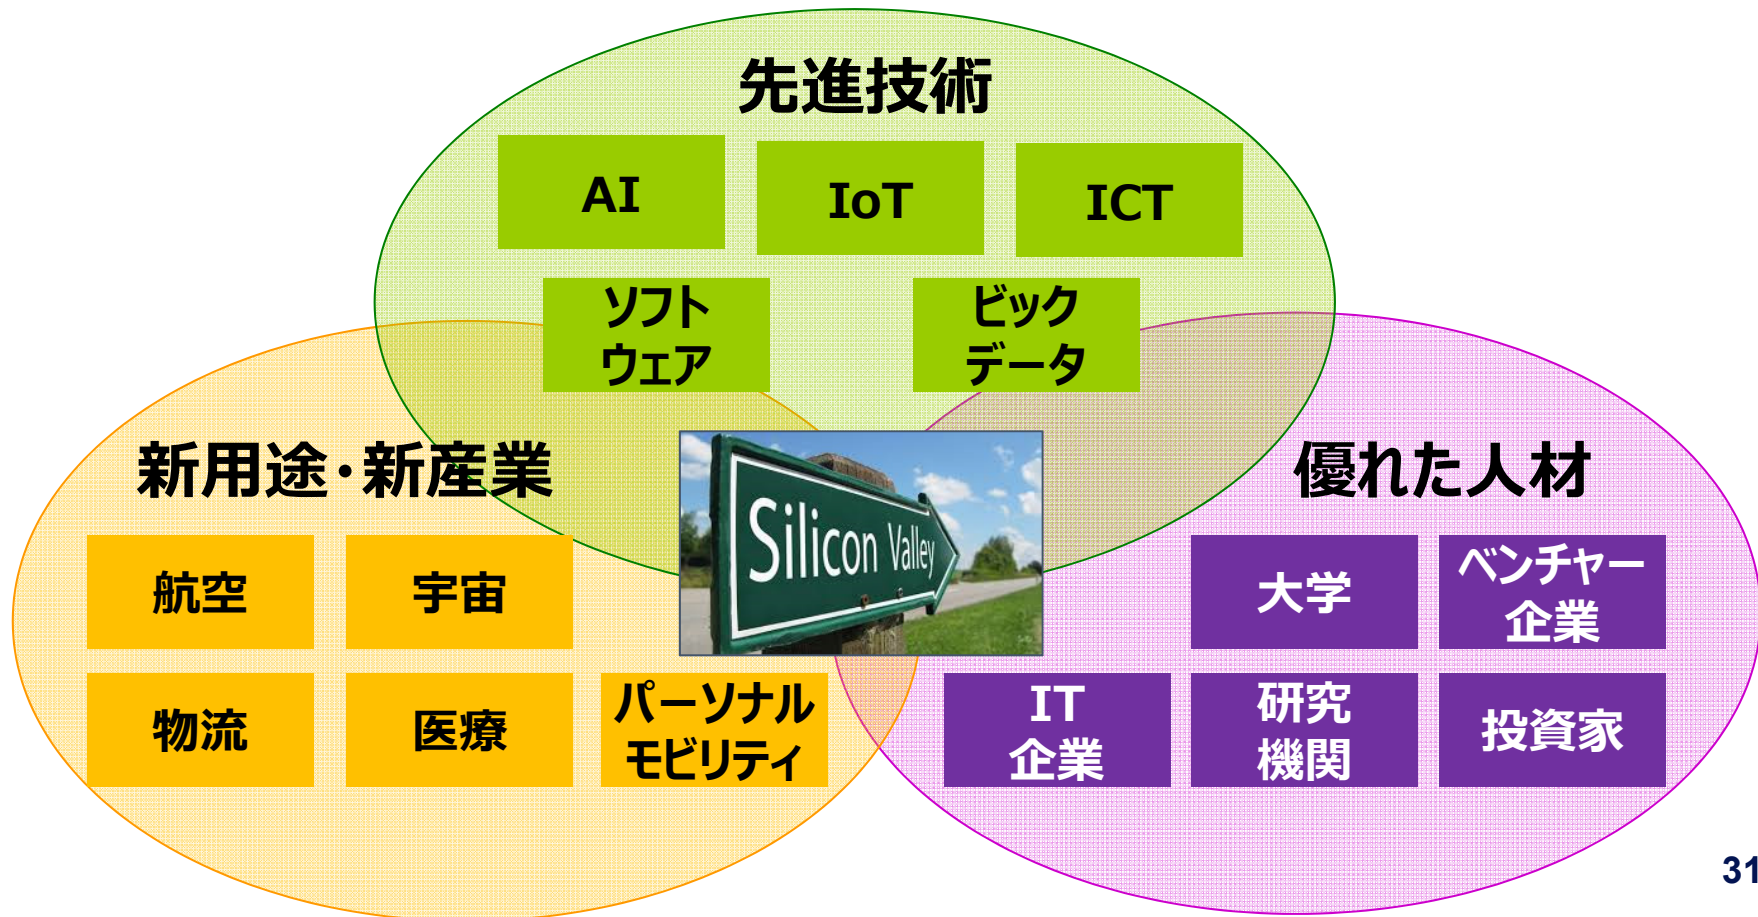 先進技術
AI
IoT
ICT
ソフト
ウェア
ビック
データ
新用途・新産業
航空
宇宙
物流
医療
パーソナル
モビリティ
Silicon Valley
優れた人材
大学
ベンチャー
企業
IT
企業
研究
機関
投資家
31